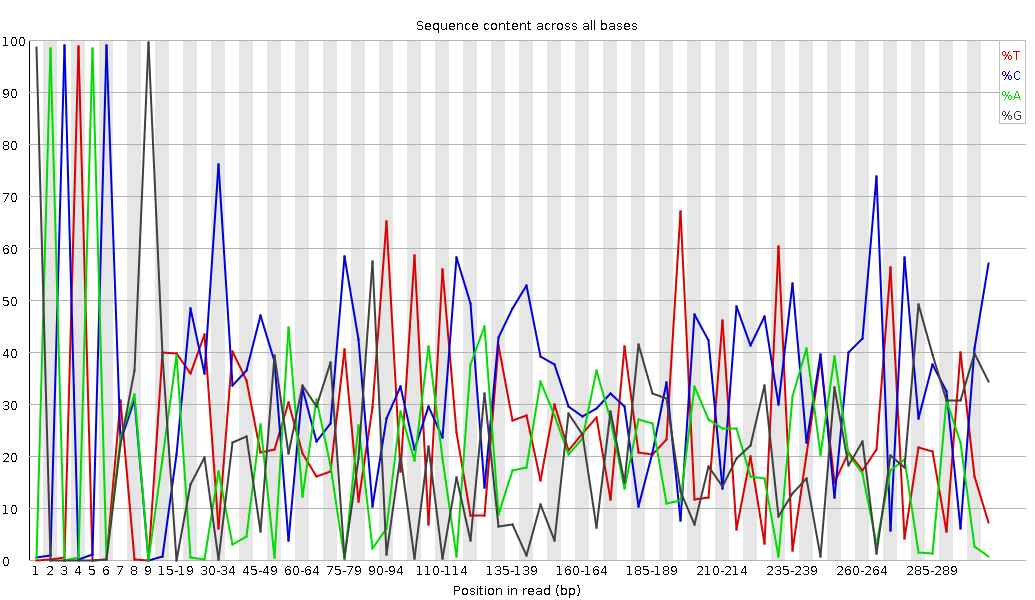 Sequence content across all bases
100
90
80
70
60
50
40
30
20
10
0
%T
%C
%A
%G
1 2 3 4 5 6 7 8 9 15-19 30-34 45-49 60-64 75-79 90-94 110-114 135-139 160-164 185-189 210-214 235-239 260-264 285-289
Position in read (bp)